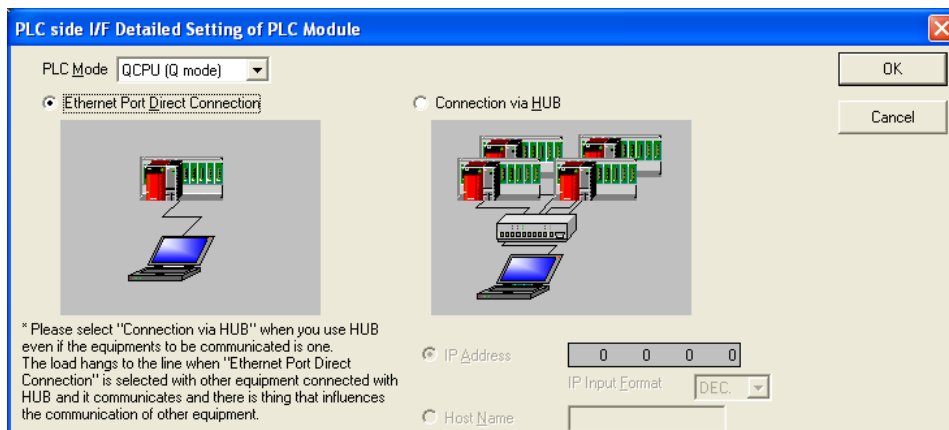 PLC side I/F Detailed Setting of PLC Module
PLC Mode QCPU (Q mode)
OK
Ethernet Port Direct Connection
Connection via HUB
Cancel
* Please select "Connection via HUB" when you use HUB
even if the equipments to be communicated is one.
The load hangs to the line when "Ethernet Port Direct
Connection" is selected with other equipment connected with
HUB and it communicates and there is thing that influences
the communication of other equipment.
IP Address 0 0 0 0
IP Input Format DEC.
Host Name